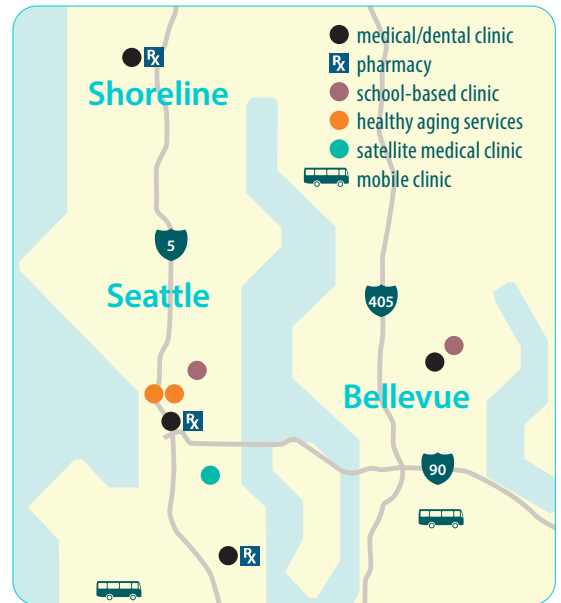 medical/dental clinic
Rx
Rx pharmacy
Shoreline
school-based clinic
healthy aging services
satellite medical clinic
mobile clinic
5
Seattle
405
Bellevue
Rx
90
Rx